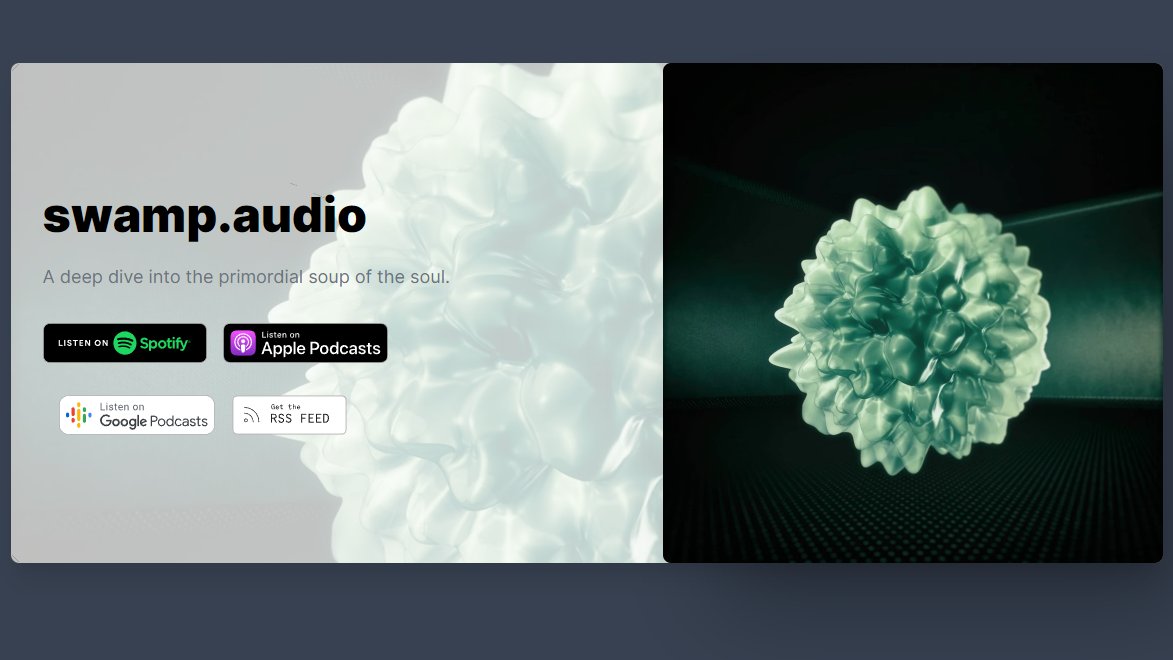 swamp.audio
A deep dive into the primordial soup of the soul.
LISTEN ON Spotify
Listen on
Apple Podcasts
Listen on
Google Podcasts
Get the
RSS FEED